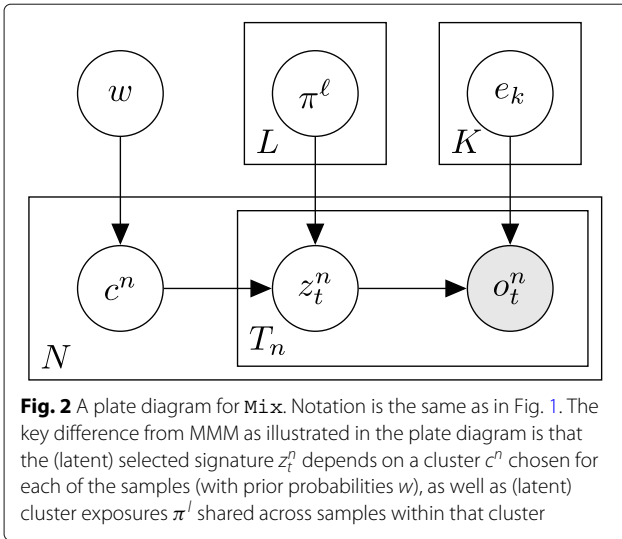 w
π^ℓ
e_k
L
K
c^n
z_t^n
o_t^n
N
T_n
Fig. 2 A plate diagram for Mix. Notation is the same as in Fig. 1. The
key difference from MMM as illustrated in the plate diagram is that
the (latent) selected signature z_t^n depends on a cluster c^n chosen for
each of the samples (with prior probabilities w), as well as (latent)
cluster exposures π^l shared across samples within that cluster